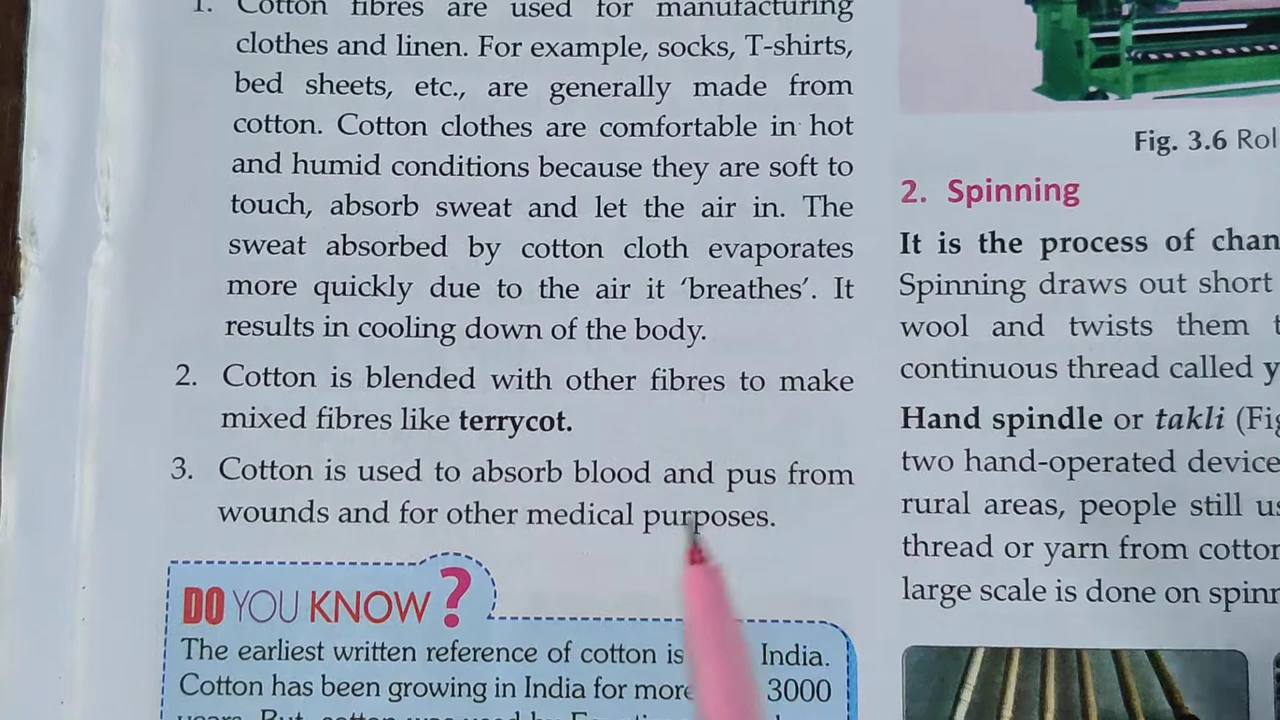 1. Cotton fibres are used for manufacturing
clothes and linen. For example, socks, T-shirts,
bed sheets, etc., are generally made from
cotton. Cotton clothes are comfortable in hot
and humid conditions because they are soft to
touch, absorb sweat and let the air in. The
sweat absorbed by cotton cloth evaporates
more quickly due to the air it ‘breathes’. It
results in cooling down of the body.
2. Cotton is blended with other fibres to make
mixed fibres like terrycot.
3. Cotton is used to absorb blood and pus from
wounds and for other medical purposes.
DO YOU KNOW ?
The earliest written reference of cotton is India.
Cotton has been growing in India for more 3000
Fig. 3.6
2. Spinning
It is the process of
Spinning draws out short
wool and twists them
continuous thread called
Hand spindle or takli
two hand-operated
rural areas, people still
thread or yarn from
large scale is done on